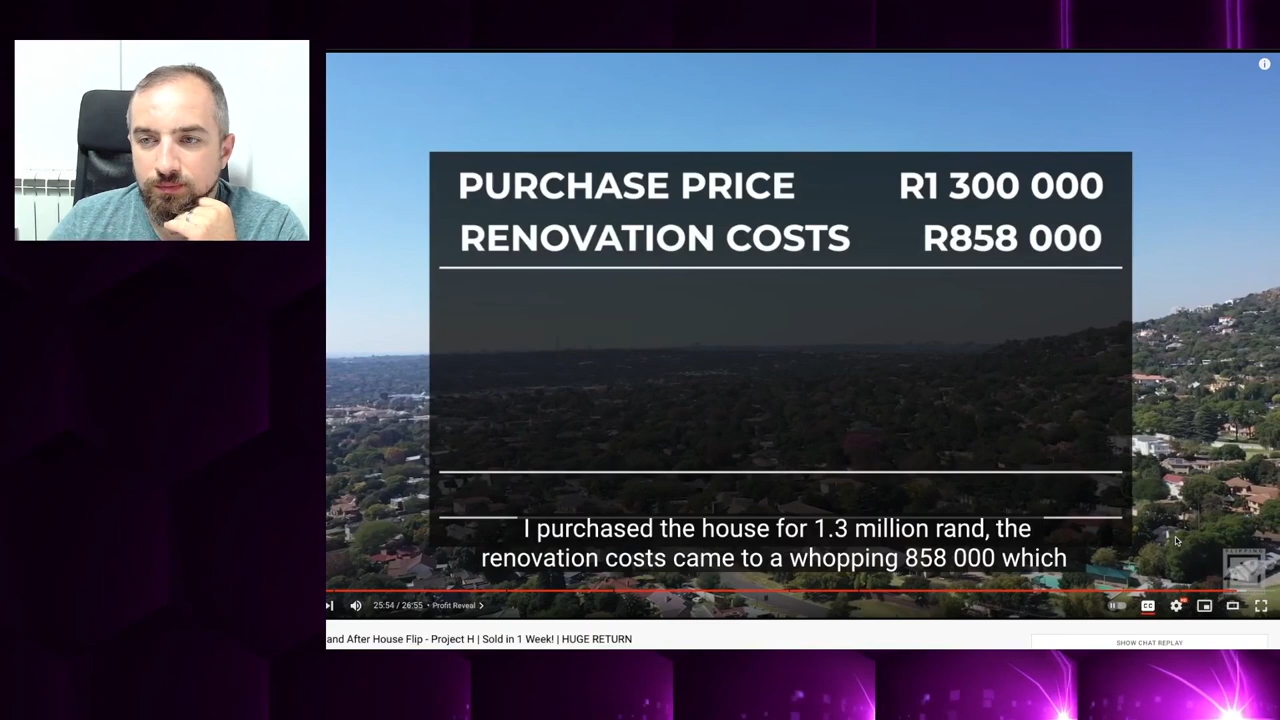 PURCHASE PRICE R1 300 000
RENOVATION COSTS R858 000
I purchased the house for 1.3 million rand, the
renovation costs came to a whopping 858 000 which
25:54 / 26:55 • Profit Reveal
CC
and After House Flip - Project H | Sold in 1 Week! | HUGE RETURN
SHOW CHAT REPLAY